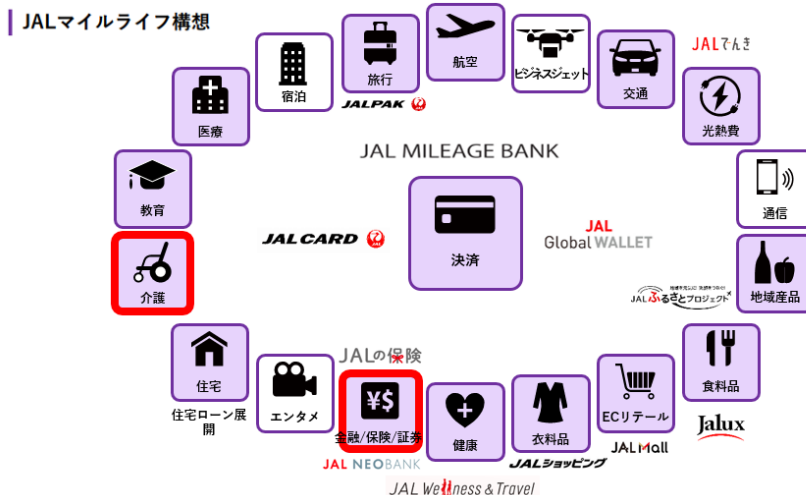 JALマイルライフ構想
航空
旅行
JALPAK
宿泊
ビジネスジェット
交通
JALでんき
光熱費
医療
JAL MILEAGE BANK
教育
通信
決済
JAL CARD
JAL
Global WALLET
介護
地域産品
JALふるさとプロジェクト
JALの保険
住宅
住宅ローン展
開
エンタメ
金融/保険/証券
JAL NEOBANK
健康
JAL Wellness & Travel
衣料品
JALショッピング
ECリテール
JAL Mall
食料品
Jalux